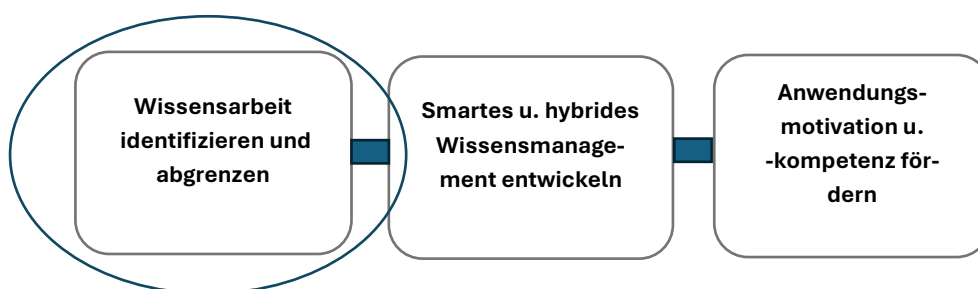 Wissensarbeit
identifizieren und
abgrenzen
Smartes u. hybrides
Wissensmanage-
ment entwickeln
Anwendungs-
motivation u.
-kompetenz för-
dern